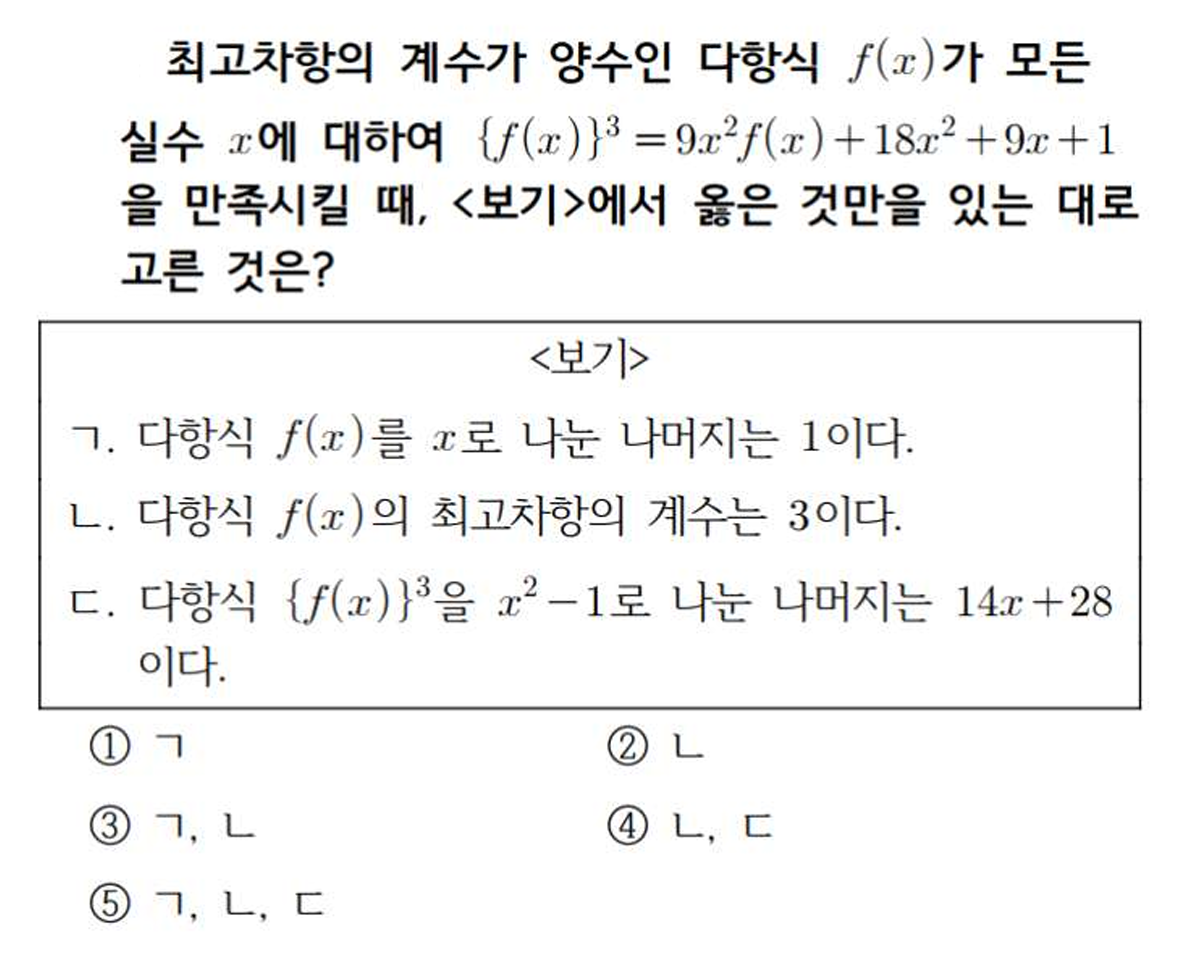 최고차항의 계수가 양수인 다항식 f(x)가 모든
실수 x에 대하여 {f(x)}³ = 9x²f(x)+18x²+9x+1
을 만족시킬 때, <보기>에서 옳은 것만을 있는 대로
고른 것은?
<보기>
ㄱ. 다항식 f(x)를 x로 나눈 나머지는 1이다.
ㄴ. 다항식 f(x)의 최고차항의 계수는 3이다.
ㄷ. 다항식 {f(x)}³을 x²-1로 나눈 나머지는 14x+28
이다.
① ㄱ ② ㄴ
③ ㄱ, ㄴ ④ ㄴ, ㄷ
⑤ ㄱ, ㄴ, ㄷ